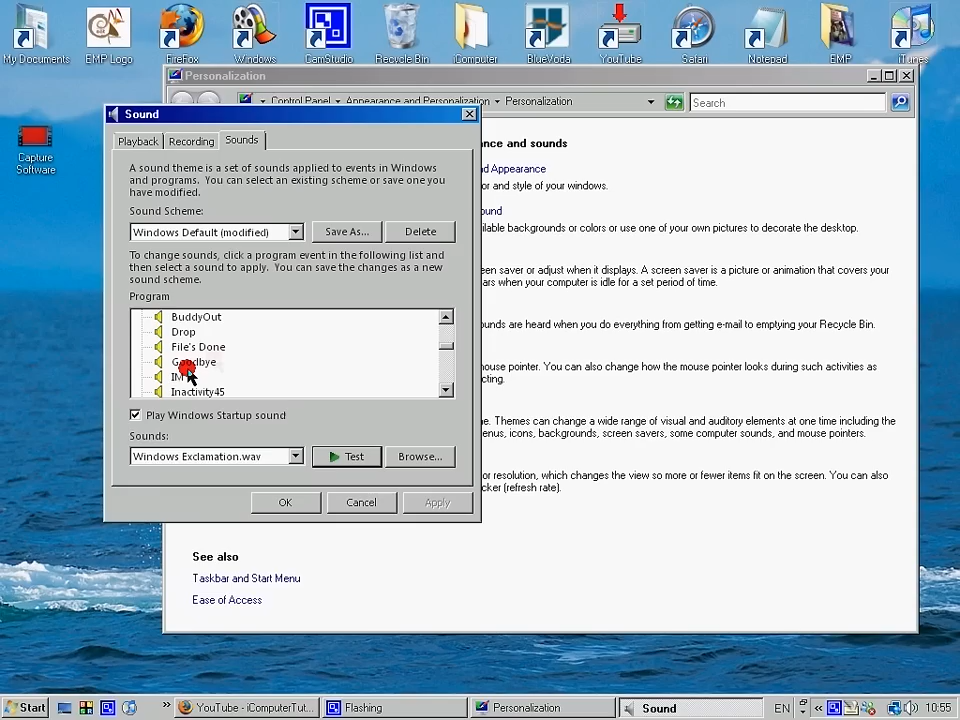 My Documents
EMP Logo
FireFox
Windows
CamStudio
Recycle Bin
Computer
BlueVoda
YouTube
Safari
Notepad
EMP
iTunes
Capture
Software
Personalization
Control Panel
Appearance and Personalization
Personalization
Search
nce and sounds
d Appearance
or and style of your windows.
ound
lable backgrounds or colors or use one of your own pictures to decorate the desktop.
een saver or adjust when it displays. A screen saver is a picture or animation that covers your
ars when your computer is idle for a set period of time.
unds are heard when you do everything from getting e-mail to emptying your Recycle Bin.
ouse pointer. You can also change how the mouse pointer looks during such activities as
cting.
e. Themes can change a wide range of visual and auditory elements at one time including the
enus, icons, backgrounds, screen savers, some computer sounds, and mouse pointers.
or resolution, which changes the view so more or fewer items fit on the screen. You can also
cker (refresh rate).
See also
Taskbar and Start Menu
Ease of Access
Sound
Playback
Recording
Sounds
A sound theme is a set of sounds applied to events in Windows
and programs. You can select an existing scheme or save one you
have modified.
Sound Scheme:
Windows Default (modified)
Save As...
Delete
To change sounds, click a program event in the following list and
then select a sound to apply. You can save the changes as a new
sound scheme.
Program
BuddyOut
Drop
File's Done
Goodbye
IM
Inactivity45
Play Windows Startup sound
Sounds:
Windows Exclamation.wav
Test
Browse...
OK
Cancel
Apply
Start
YouTube - iComputerTut...
Flashing
Personalization
Sound
EN
10:55